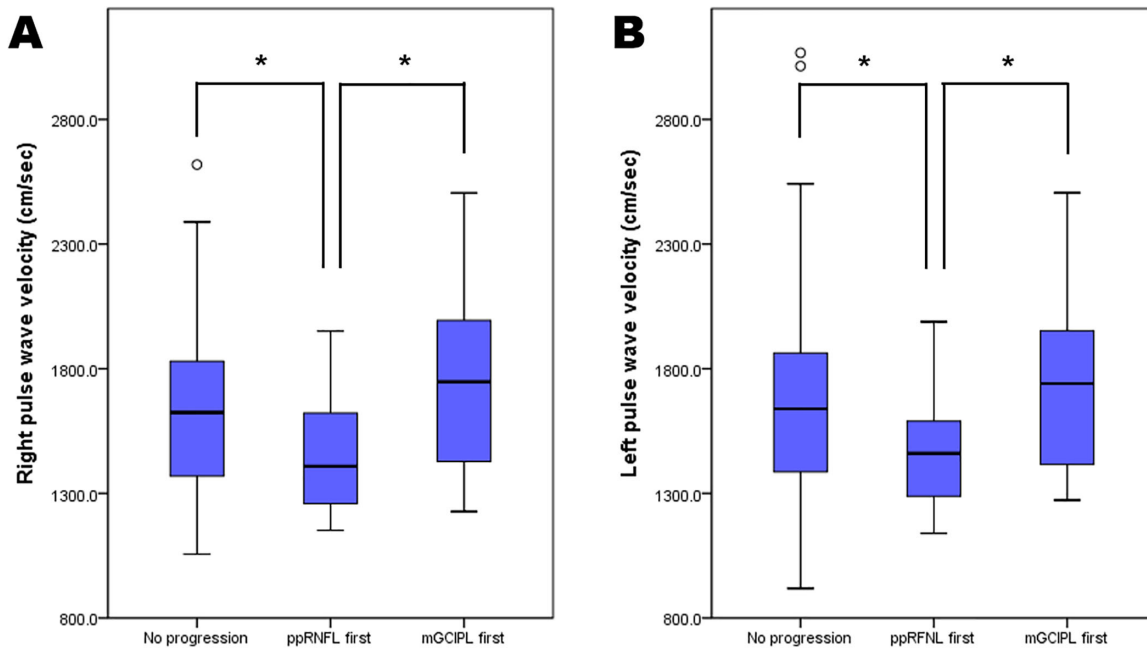 A
*
*
Right pulse wave velocity (cm/sec)
2800.0
2300.0
1800.0
1300.0
800.0
No progression
ppRNFL first
mGCIPL first
B
*
*
Left pulse wave velocity (cm/sec)
2800.0
2300.0
1800.0
1300.0
800.0
No progression
ppRFNL first
mGCIPL first